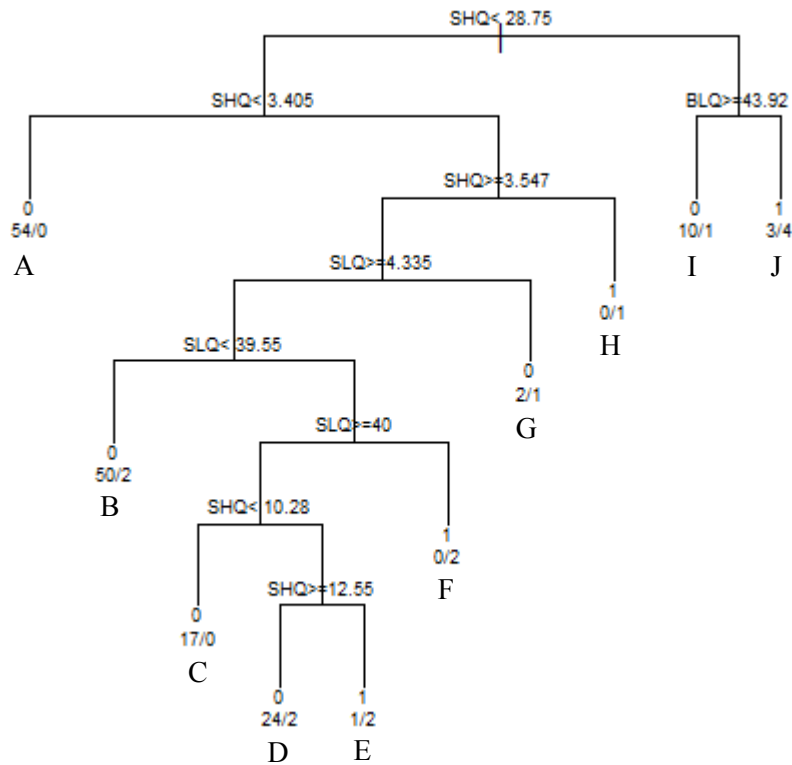 SHQ< 28.75
SHQ< 3.405
BLQ>=43.92
SHQ>=3.547
0
54/0
A
0
10/1
I
1
3/4
J
SLQ>=4.335
1
0/1
H
SLQ< 39.55
0
2/1
G
SLQ>=40
0
50/2
B
SHQ< 10.28
1
0/2
F
SHQ>=12.55
0
17/0
C
0
24/2
D
1
1/2
E